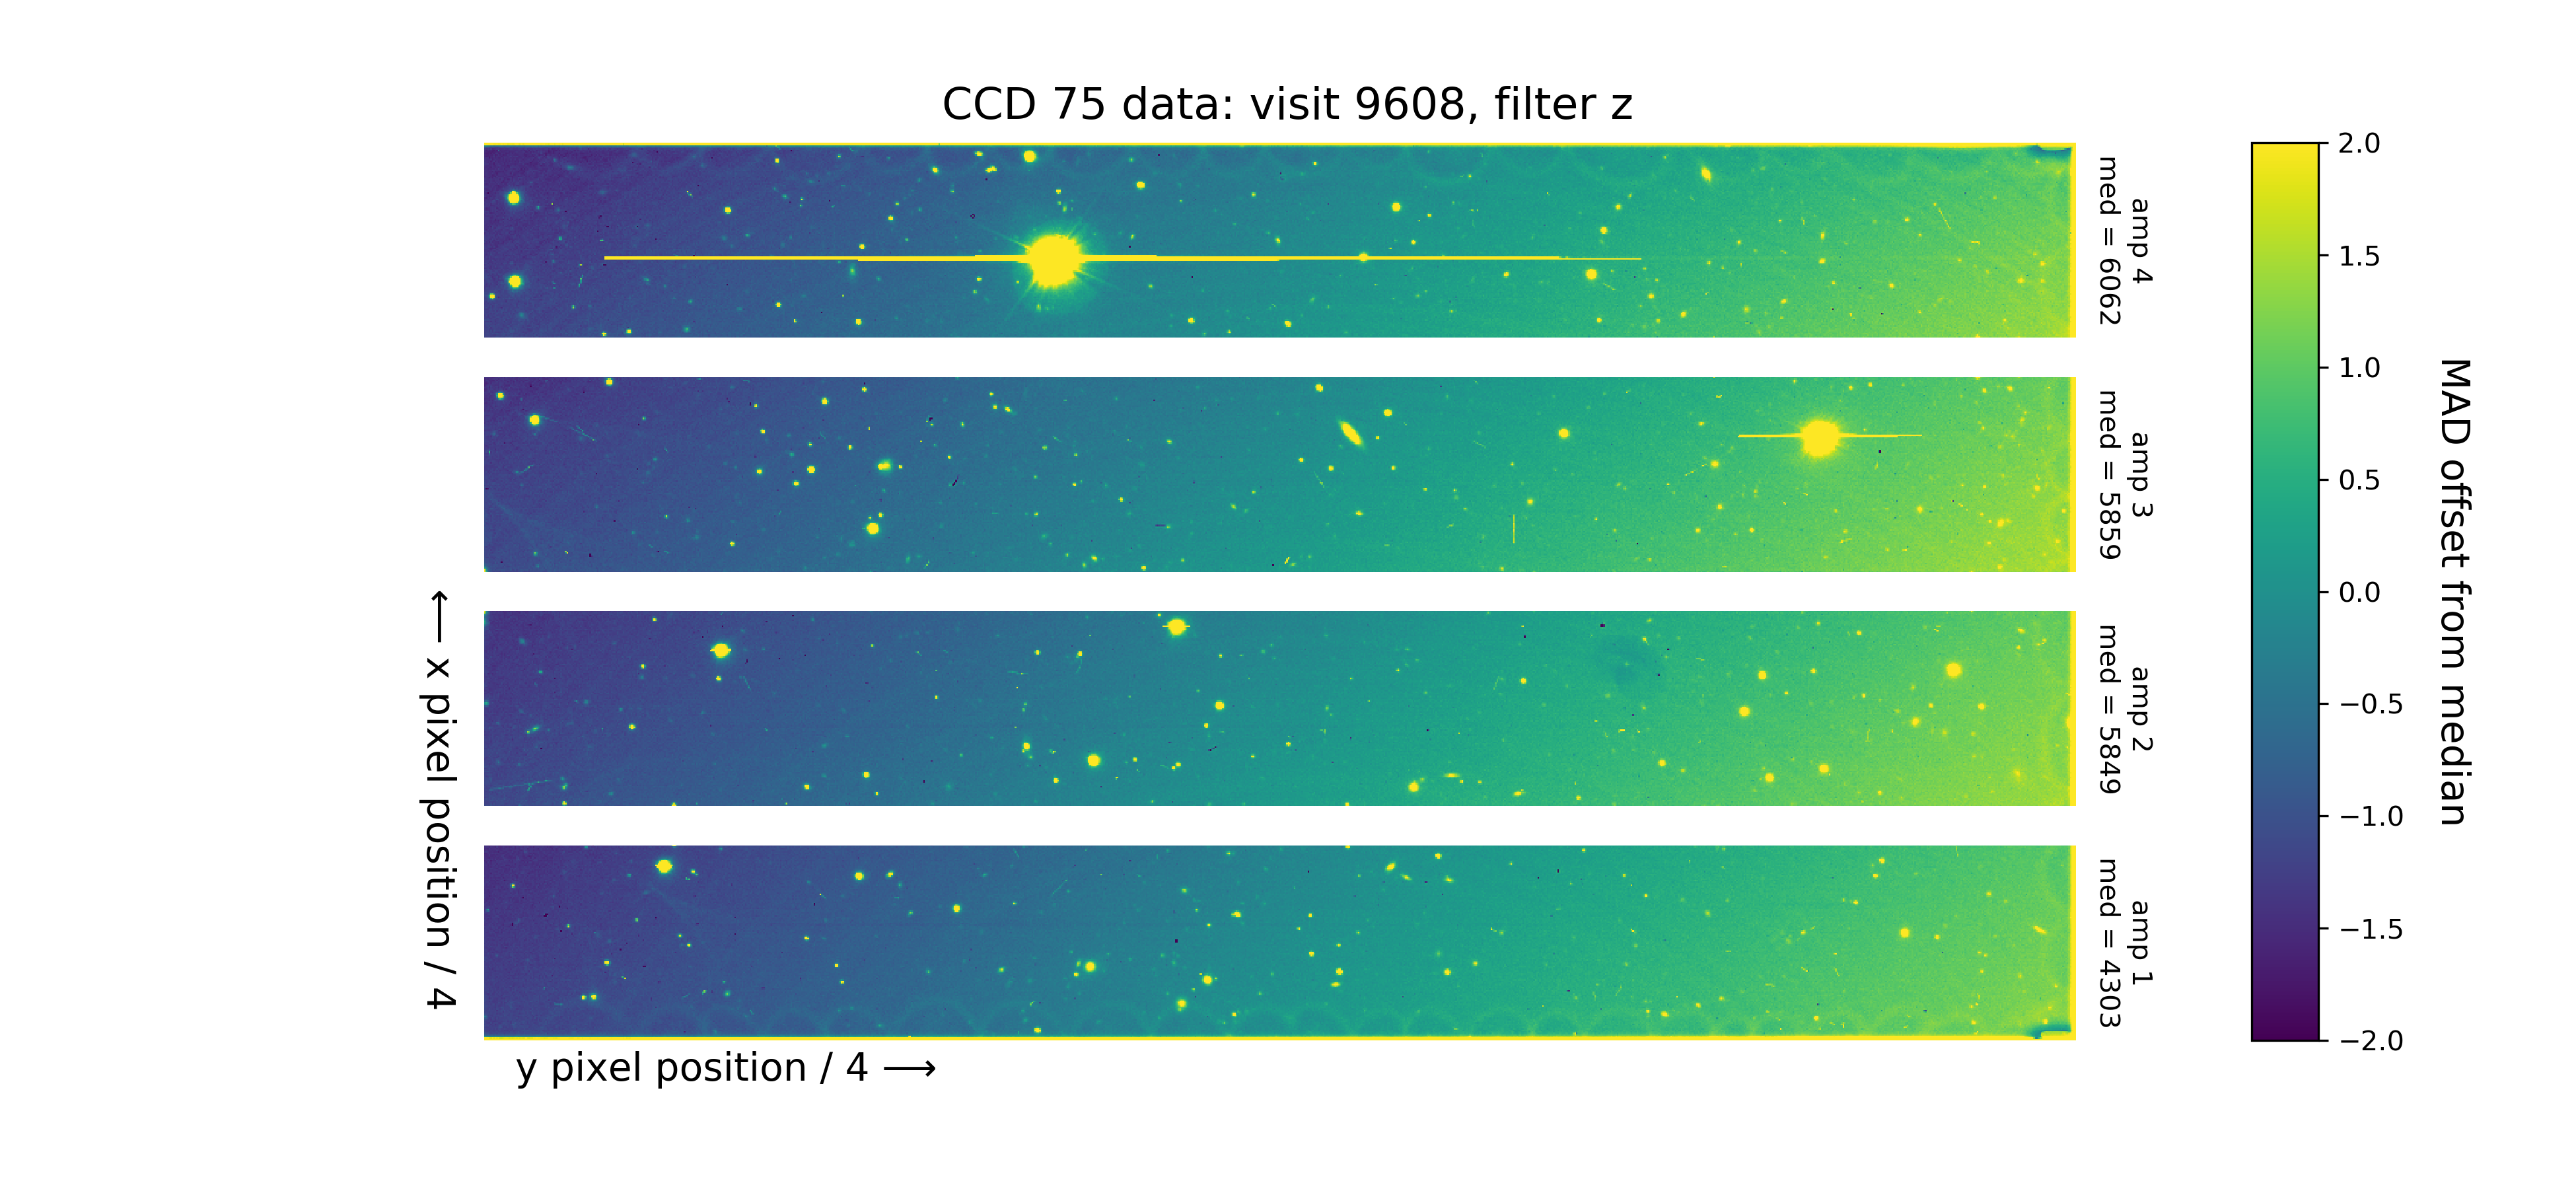 CCD 75 data: visit 9608, filter z
amp 4
med = 6062
amp 3
med = 5859
amp 2
med = 5849
amp 1
med = 4303
⟵ x pixel position / 4
y pixel position / 4 ⟶
2.0
1.5
1.0
0.5
0.0
−0.5
−1.0
−1.5
−2.0
MAD offset from median